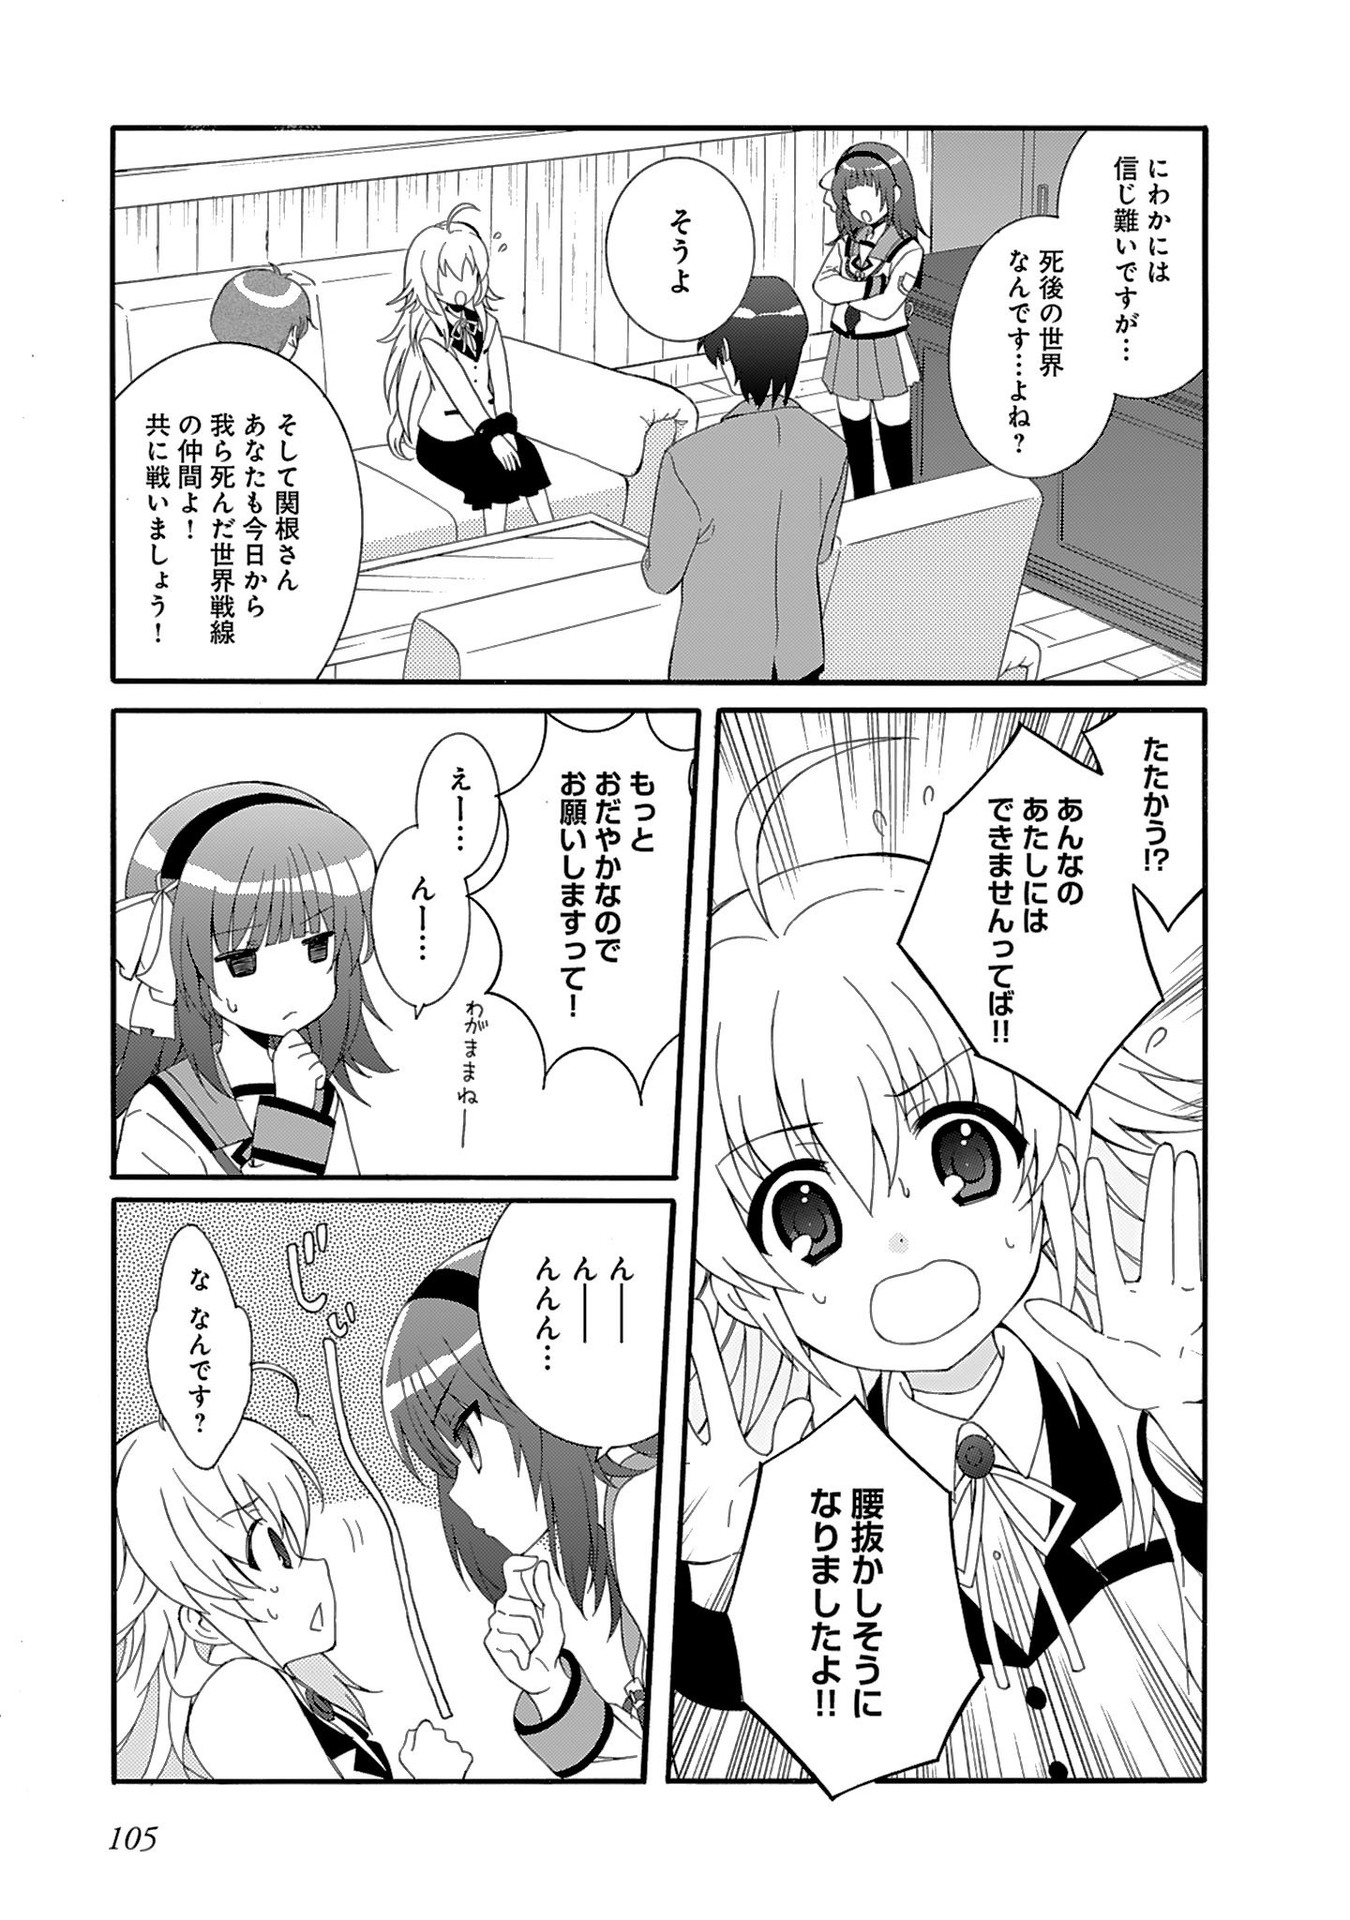 にわかには
信じ難いですが…
死後の世界
なんです…よね?
そうよ
そして関根さん
あなたも今日から
我ら死んだ世界戦線
の仲間よ!
共に戦いましょう!
たたかう!?
あんなの
あたしには
できませんってば!!
腰抜かしそうに
なりましたよ!!
もっと
おだやかなので
お願いしますって!
えー…
んー…
わがままねー
んー
んー
んんん…
じぃー
な なんです?
105